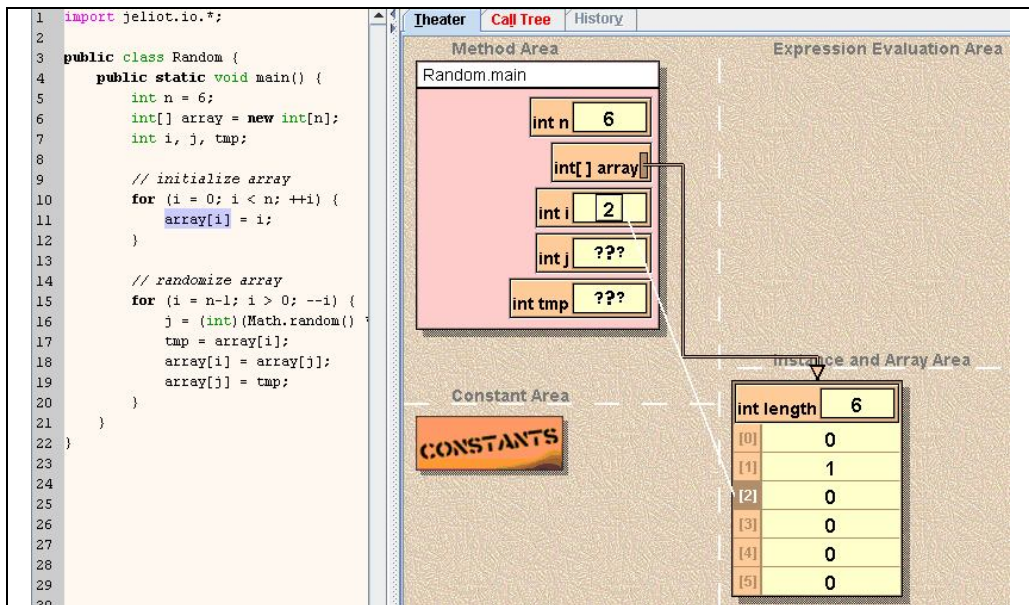 1 import jeliot.io.*;
2
3 public class Random {
4     public static void main() {
5         int n = 6;
6         int[] array = new int[n];
7         int i, j, tmp;
8
9         // initialize array
10         for (i = 0; i < n; ++i) {
11             array[i] = i;
12         }
13
14         // randomize array
15         for (i = n-1; i > 0; --i) {
16             j = (int)(Math.random() *
17             tmp = array[i];
18             array[i] = array[j];
19             array[j] = tmp;
20         }
21     }
22 }
23
24
25
26
27
28
29
30
Theater Call Tree History
Method Area
Expression Evaluation Area
Random.main
int n 6
int[ ] array
int i 2
int j ???
int tmp ???
Instance and Array Area
Constant Area
CONSTANTS
int length 6
[0] 0
[1] 1
[2] 0
[3] 0
[4] 0
[5] 0